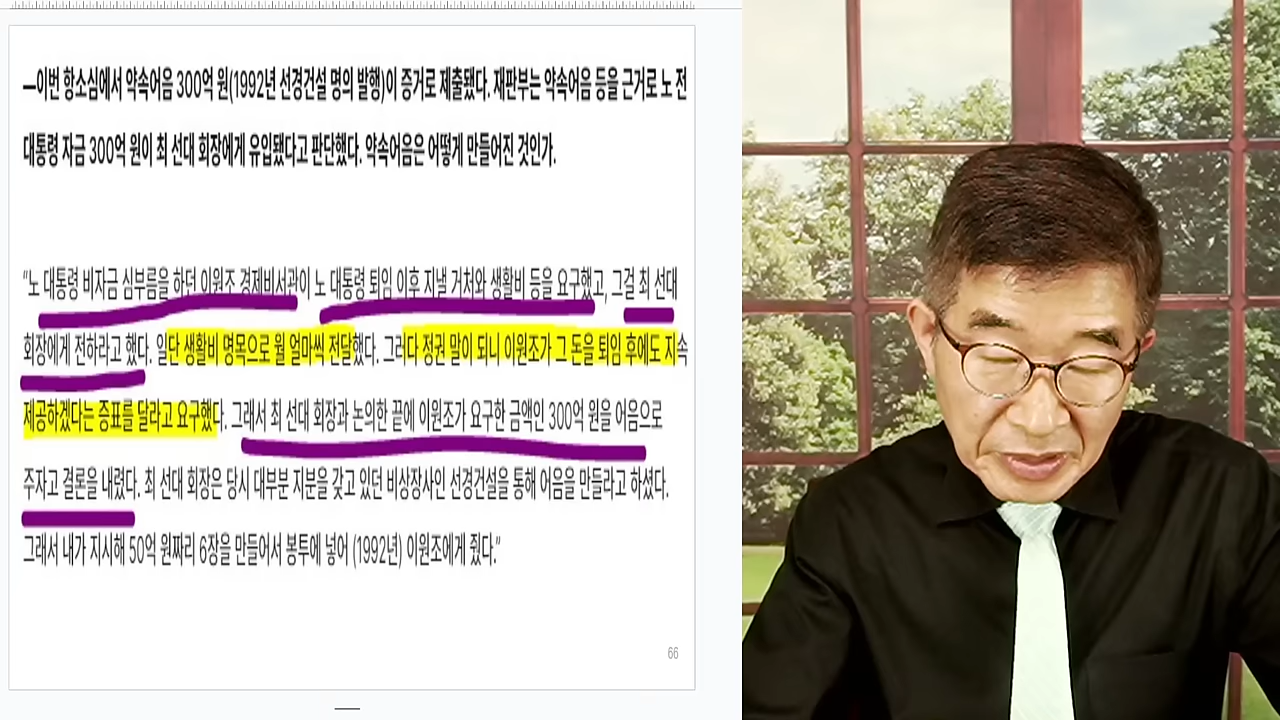 —이번 항소심에서 약속어음 300억 원(1992년 선경건설 명의 발행)이 증거로 제출됐다. 재판부는 약속어음 등을 근거로 노 전
대통령 자금 300억 원이 최 선대 회장에게 유입됐다고 판단했다. 약속어음은 어떻게 만들어진 것인가.
“노 대통령 비자금 심부름을 하던 이원조 경제비서관이 노 대통령 퇴임 이후 지낼 거처와 생활비 등을 요구했고, 그걸 최 선대
회장에게 전하라고 했다. 일단 생활비 명목으로 월 얼마씩 전달했다. 그러다 정권 말이 되니 이원조가 그 돈을 퇴임 후에도 지속
제공하겠다는 증표를 달라고 요구했다. 그래서 최 선대 회장과 논의한 끝에 이원조가 요구한 금액인 300억 원을 어음으로
주자고 결론을 내렸다. 최 선대 회장은 당시 대부분 지분을 갖고 있던 비상장사인 선경건설을 통해 어음을 만들라고 하셨다.
그래서 내가 지시해 50억 원짜리 6장을 만들어서 봉투에 넣어 (1992년) 이원조에게 줬다.”
66